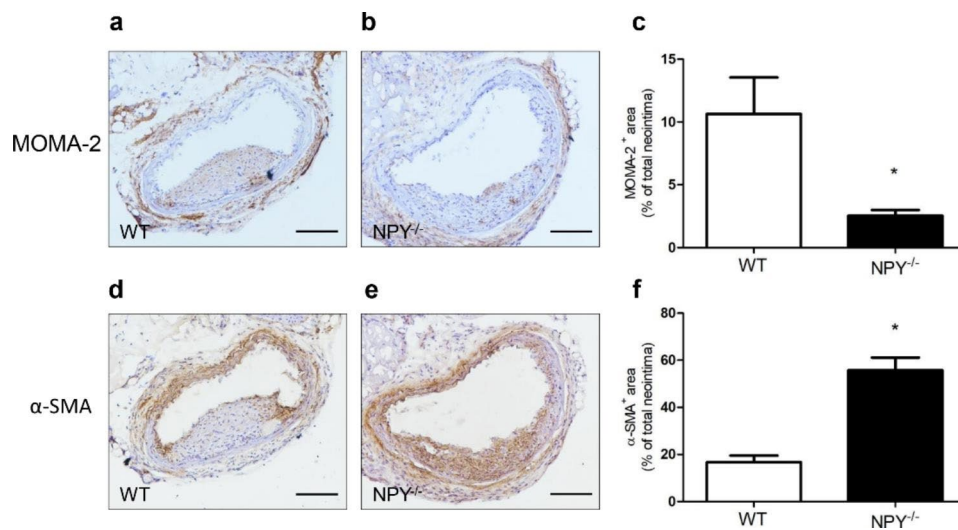 a
b
c
MOMA-2
WT
NPY-/-
MOMA-2 + area
(% of total neointima)
15
10
5
0
*
WT
NPY-/-
d
e
f
α-SMA
WT
NPY-/-
α-SMA+ area
(% of total neointima)
80
60
40
20
0
*
WT
NPY-/-